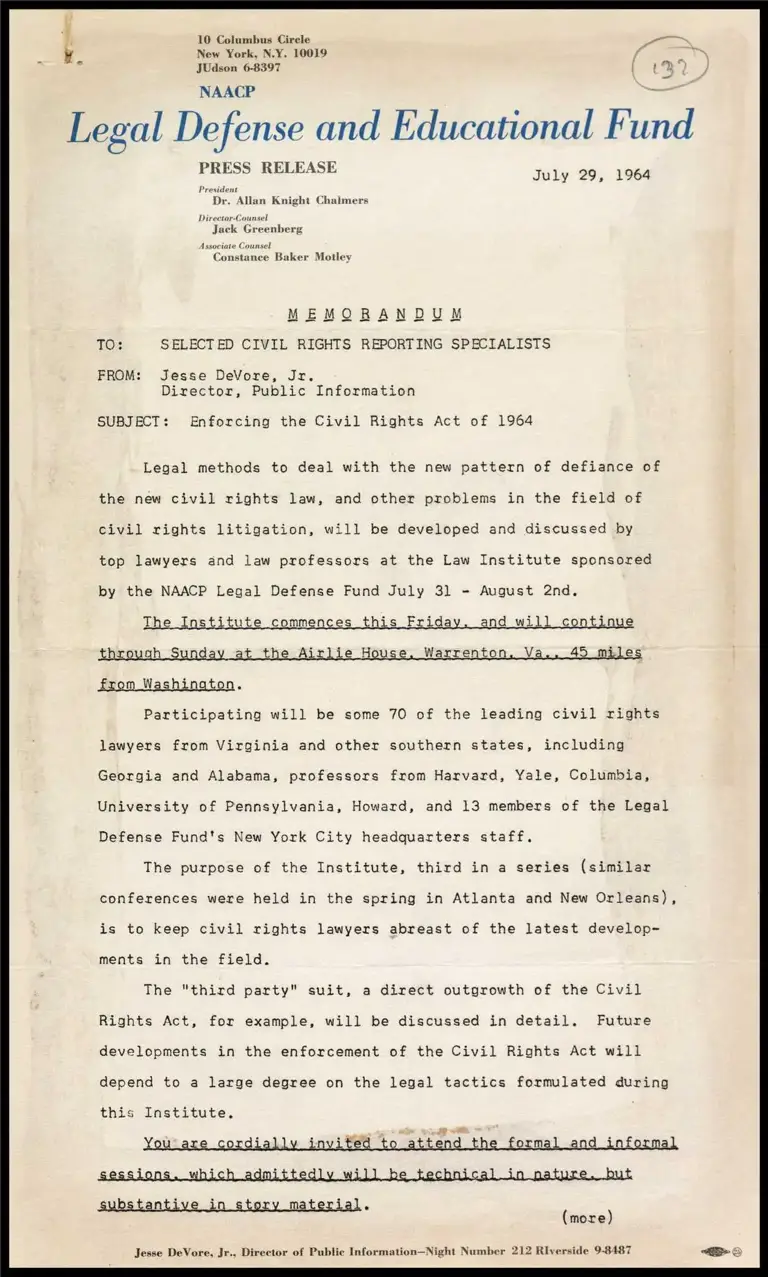 10 Columbus Circle
New York, N.Y. 10019
JUdson 6-8397
132
NAACP
Legal Defense and Educational Fund
PRESS RELEASE
July 29, 1964
President
Dr. Allan Knight Chalmers
Director-Counsel
Jack Greenberg
Associate Counsel
Constance Baker Motley
MEMORANDUM
TO: SELECTED CIVIL RIGHTS REPORTING SPECIALISTS
FROM: Jesse DeVore, Jr.
Director, Public Information
SUBJECT: Enforcing the Civil Rights Act of 1964
Legal methods to deal with the new pattern of defiance of
the new civil rights law, and other problems in the field of
civil rights litigation, will be developed and discussed by
top lawyers and law professors at the Law Institute sponsored
by the NAACP Legal Defense Fund July 31 - August 2nd.
The Institute commences this Friday, and will continue
through Sunday at the Airlie House, Warrenton, Va., 45 miles
from Washington.
Participating will be some 70 of the leading civil rights
lawyers from Virginia and other southern states, including
Georgia and Alabama, professors from Harvard, Yale, Columbia,
University of Pennsylvania, Howard, and 13 members of the Legal
Defense Fund's New York City headquarters staff.
The purpose of the Institute, third in a series (similar
conferences were held in the spring in Atlanta and New Orleans),
is to keep civil rights lawyers abreast of the latest develop-
ments in the field.
The "third party" suit, a direct outgrowth of the Civil
Rights Act, for example, will be discussed in detail. Future
developments in the enforcement of the Civil Rights Act will
depend to a large degree on the legal tactics formulated during
this Institute.
You are cordially invited to attend the formal and informal
sessions, which admittedly will be technical in nature, but
substantive in story material.
(more)
Jesse DeVore, Jr., Director of Public Information—Night Number 212 RIverside 9-8487